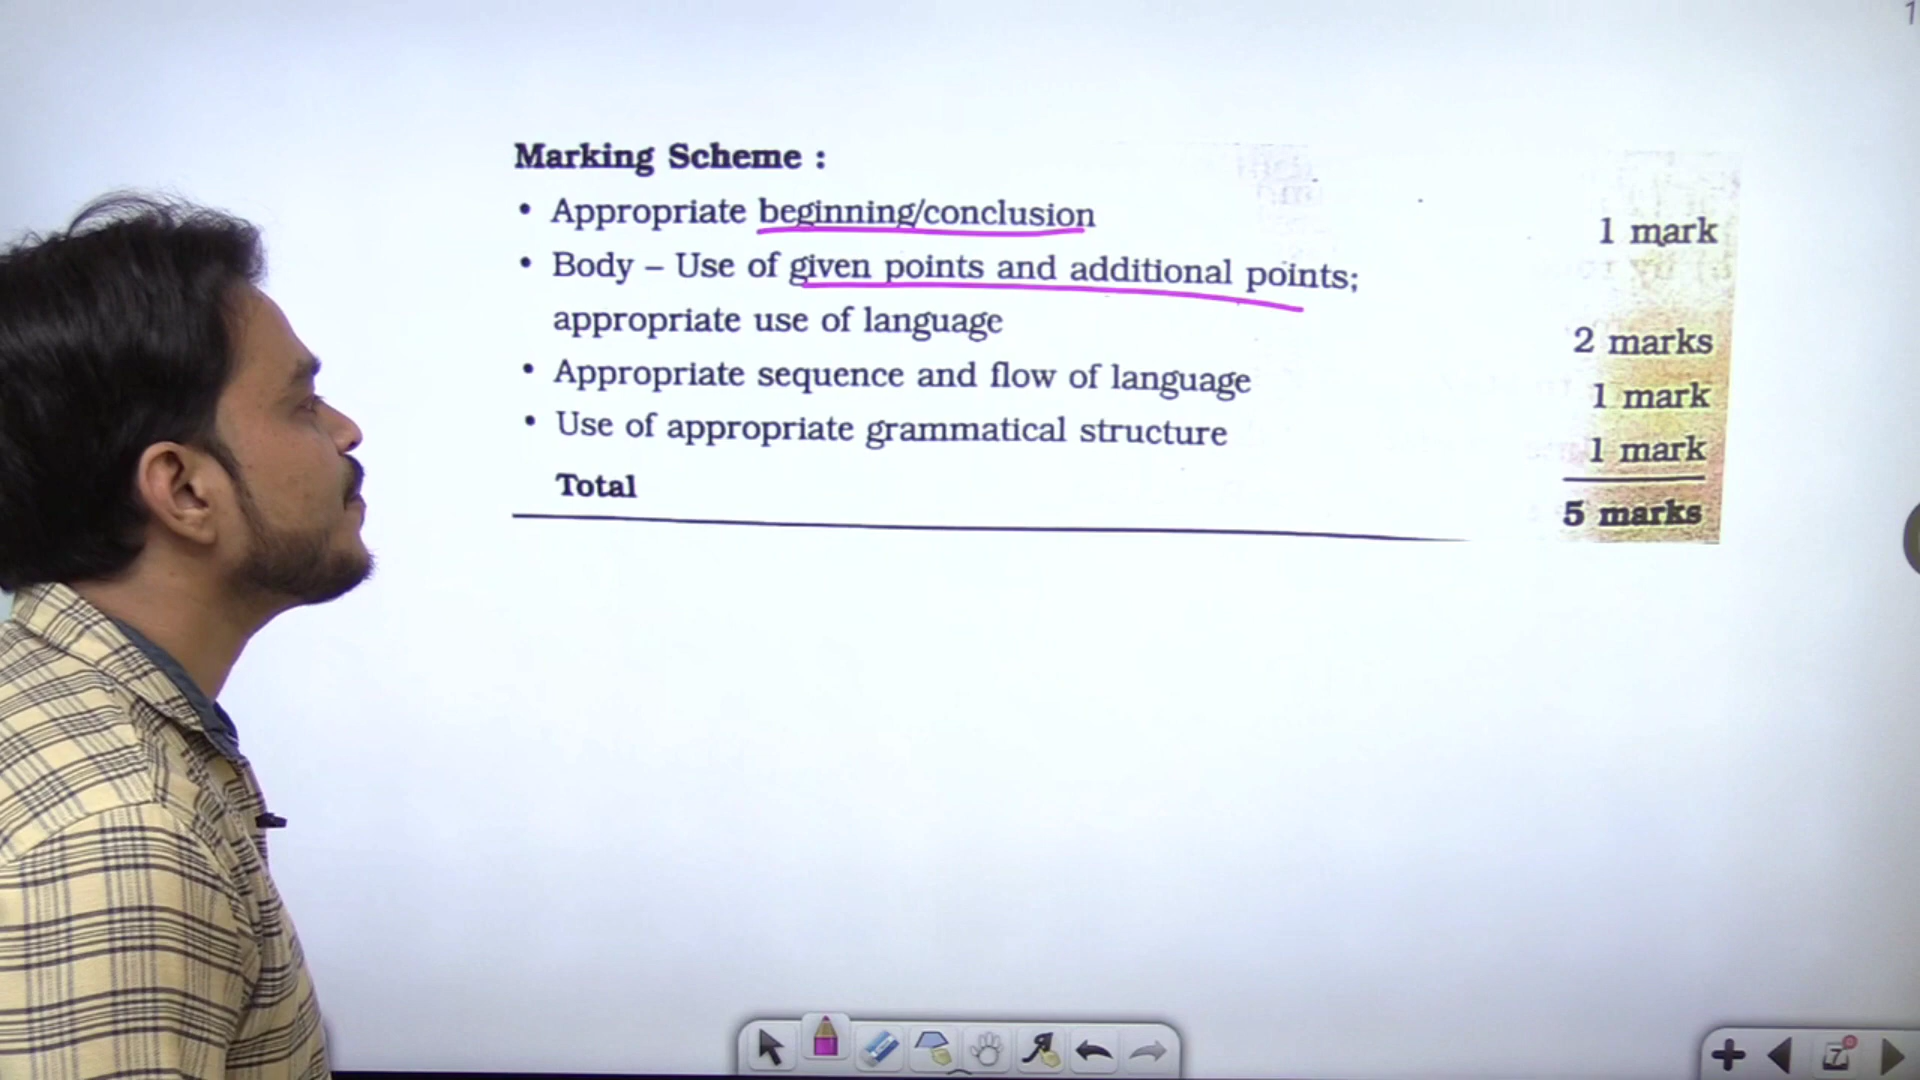 Marking Scheme :
• Appropriate beginning/conclusion 1 mark
• Body – Use of given points and additional points;
appropriate use of language 2 marks
• Appropriate sequence and flow of language 1 mark
• Use of appropriate grammatical structure 1 mark
Total 5 marks
7